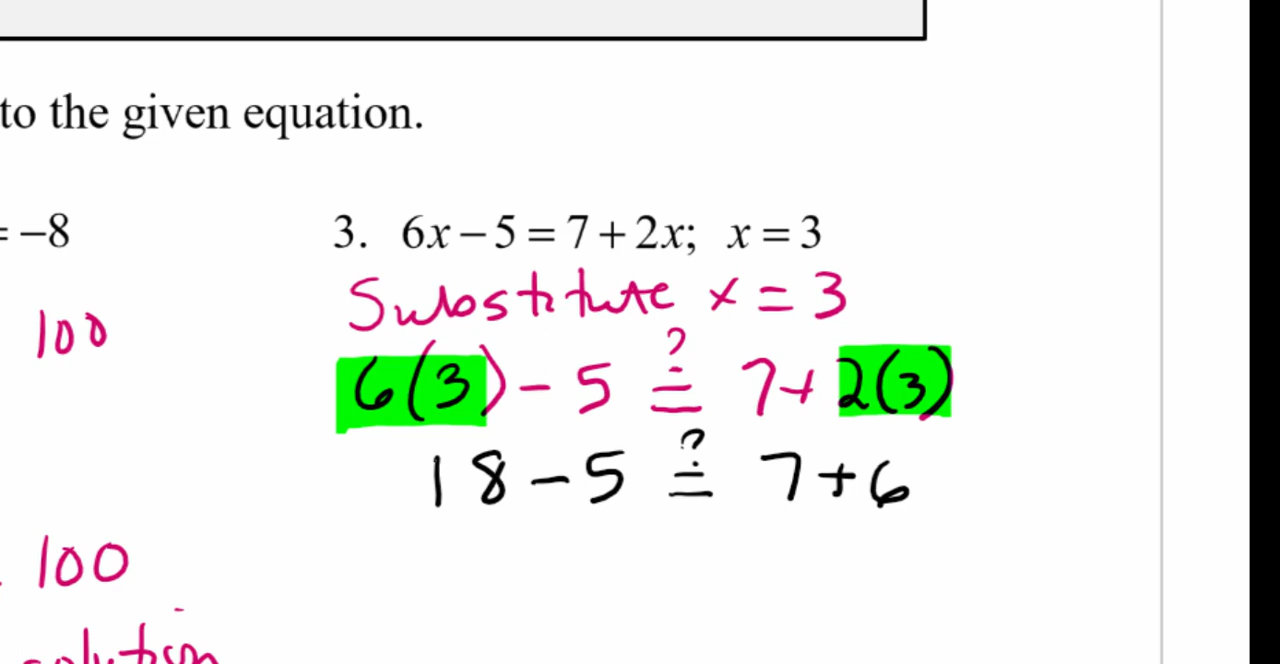 to the given equation.
= −8
3. 6x − 5 = 7 + 2x; x = 3
Substitute x = 3
100
6(3) - 5 ≟ 7 + 2(3)
18 - 5 ≟ 7 + 6
100
solution